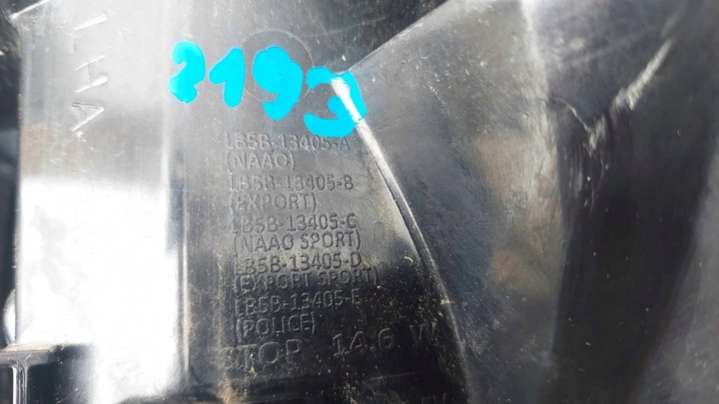 LHA
2193
LB5B-13405-A
(NAAO)
LB5B-13405-B
(EXPORT)
LB5B-13405-C
(NAAO SPORT)
LB5B-13405-D
(EXPORT SPORT)
LB5B-13405-E
(POLICE)
STOP 14.6 W